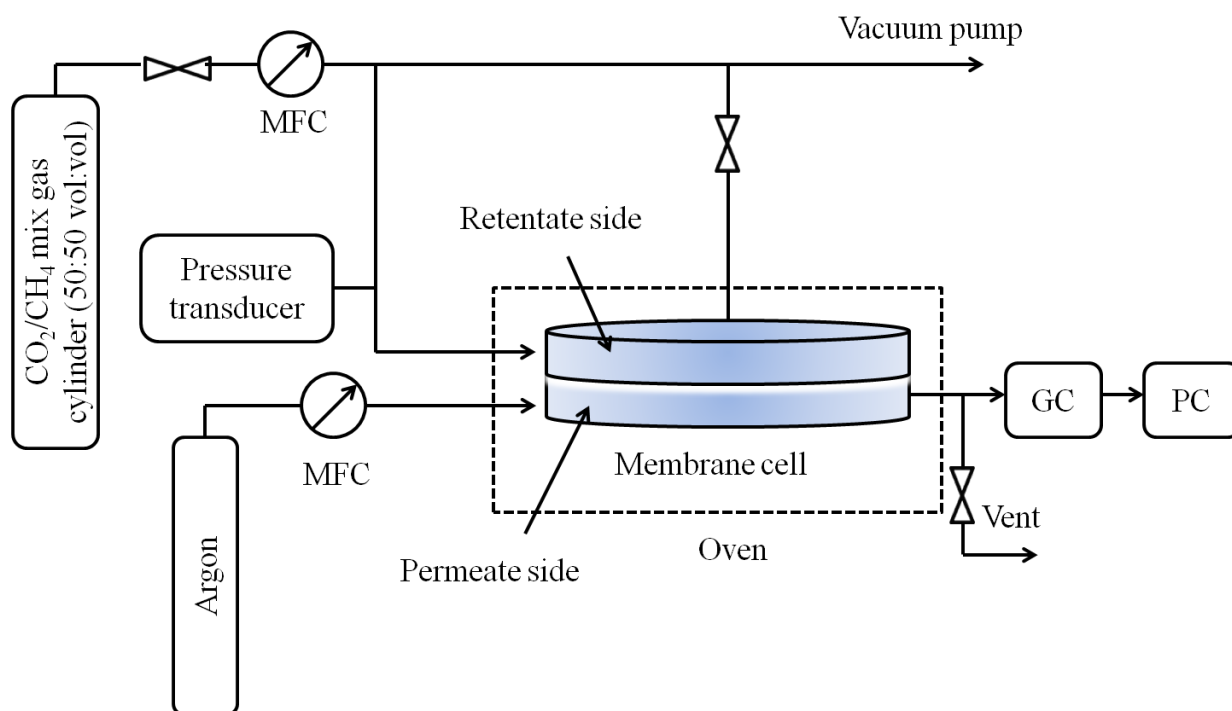 Vacuum pump
MFC
CO₂/CH₄ mix gas
cylinder (50:50 vol:vol)
Retentate side
Pressure
transducer
GC
PC
MFC
Membrane cell
Vent
Oven
Permeate side
Argon